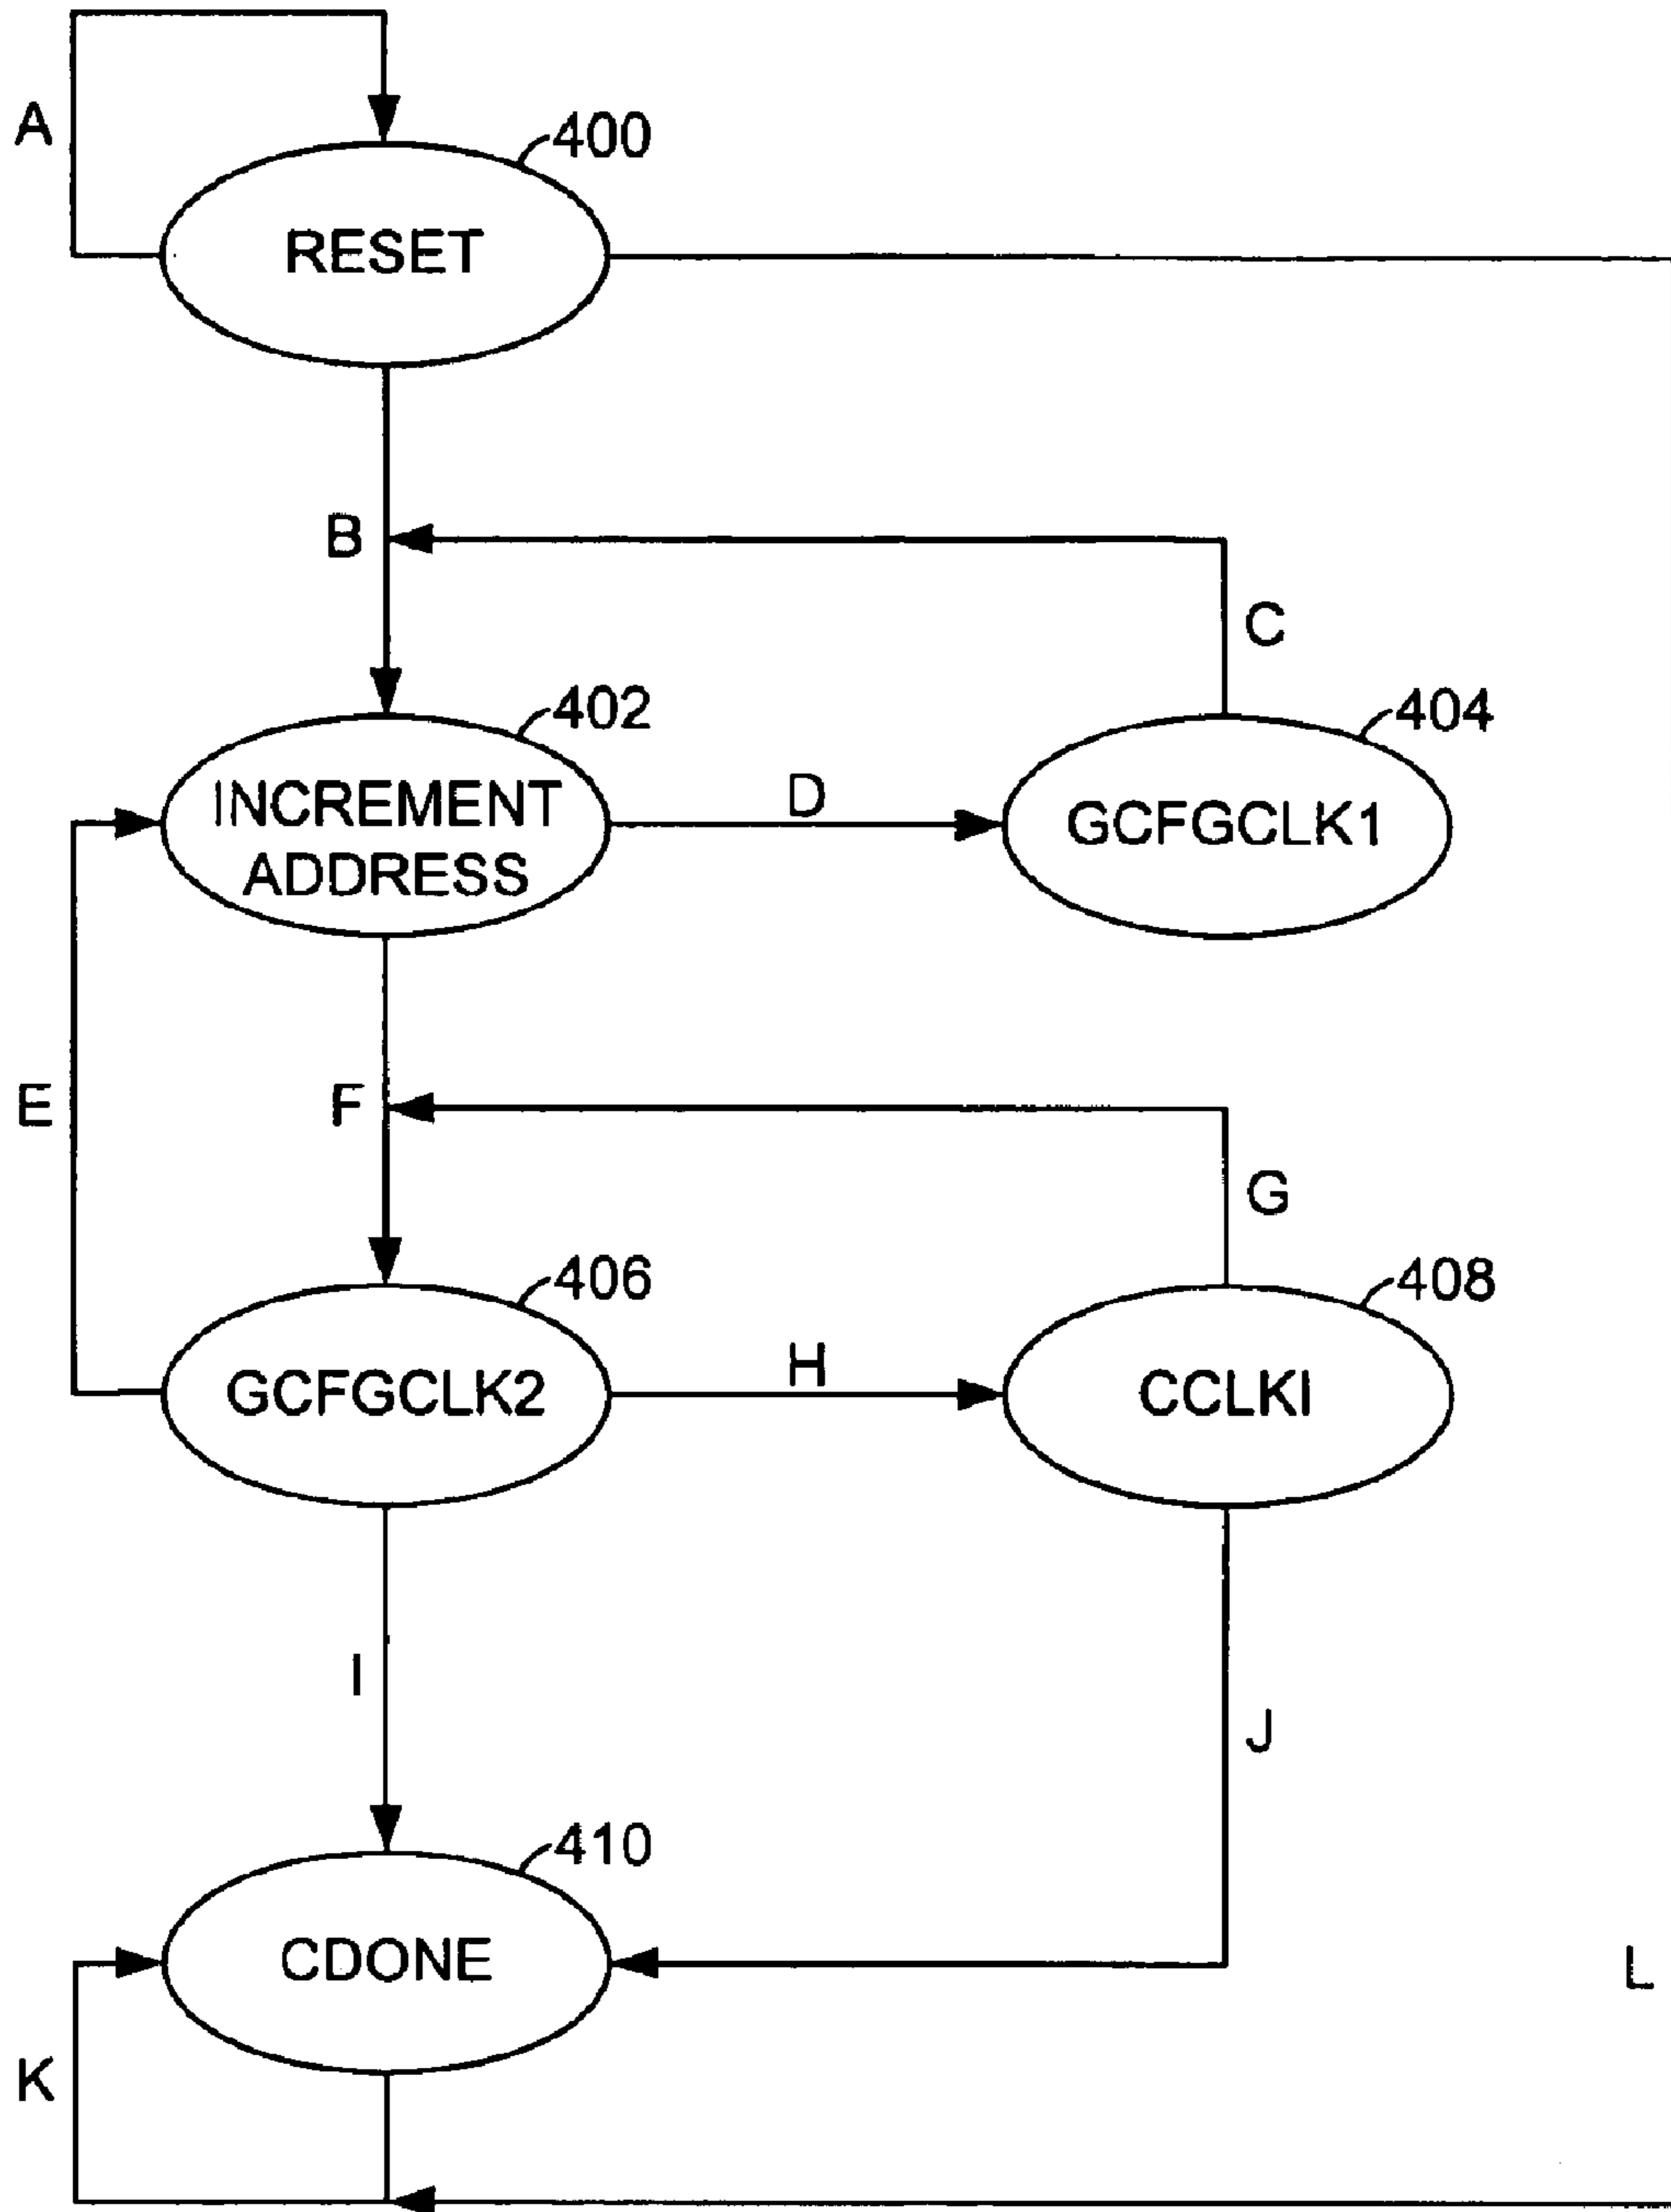 A
400
RESET
B
C
402
INCREMENT
ADDRESS
D
404
GCFGCLK1
E
F
G
406
GCFGCLK2
H
408
CCLKI
I
J
410
CDONE
L
K